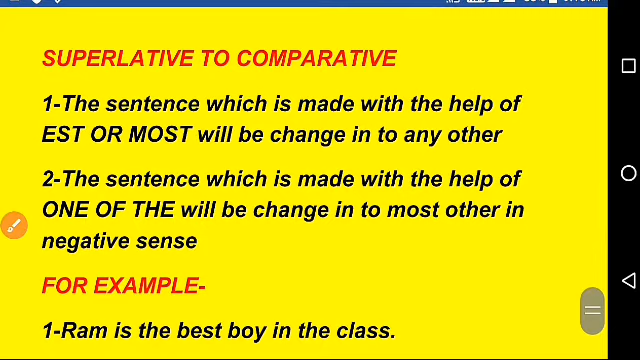 SUPERLATIVE TO COMPARATIVE
1-The sentence which is made with the help of
EST OR MOST will be change in to any other
2-The sentence which is made with the help of
ONE OF THE will be change in to most other in
negative sense
FOR EXAMPLE-
1-Ram is the best boy in the class.